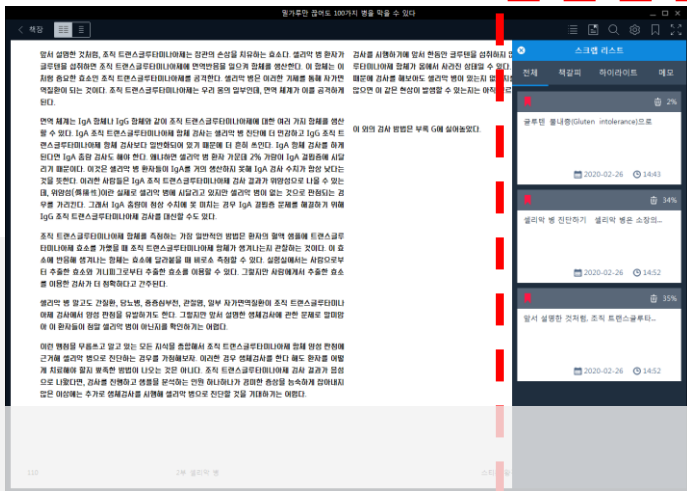 밀가루만 끊어도 100가지 병을 막을 수 있다
책장
앞서 설명한 것처럼, 조직 트랜스글루타미나아제는 장관의 손상을 치유하는 효소다. 셀리악 병 환자가
글루텐을 섭취하면 조직 트랜스글루타미나아제에 면역반응을 일으켜 항체를 생산한다. 이 항체는 이
처럼 중요한 효소인 조직 트랜스글루타미나아제를 공격한다. 셀리악 병은 이러한 기제를 통해 자가면
역질환이 되는 것이다. 조직 트랜스글루타미나아제는 우리 몸의 일부인데, 면역 체계가 이를 공격하게
된다.
면역 체계는 IgA 항체나 IgG 항체와 같이 조직 트랜스글루타미나아제에 대한 여러 가지 항체를 생산
할 수 있다. IgA 조직 트랜스글루타미나아제 항체 검사는 셀리악 병 진단에 더 민감하고 IgG 조직 트
랜스글루타미나아제 항체 검사보다 일반화되어 있기 때문에 더 흔히 쓰인다. IgA 항체 검사를 하게
된다면 IgA 총량 검사도 해야 한다. 왜냐하면 셀리악 병 환자 가운데 2% 가량이 IgA 결핍증에 시달
리기 때문이다. 이것은 셀리악 병 환자들이 IgA를 거의 생산하지 못해 IgA 검사 수치가 항상 낮다는
것을 뜻한다. 이러한 사람들은 IgA 조직 트랜스글루타미나아제 검사 결과가 위양성으로 나올 수 있는
데, 위양성(僞陽性)이란 실제로 셀리악 병에 시달리고 있지만 셀리악 병이 없는 것으로 판정되는 경
우를 가리킨다. 그래서 IgA 총량이 정상 수치에 못 미치는 경우 IgA 결핍증 문제를 해결하기 위해
IgG 조직 트랜스글루타미나아제 검사를 대신할 수도 있다.
조직 트랜스글루타미나아제 항체를 측정하는 가장 일반적인 방법은 환자의 혈액 샘플에 트랜스글루
타미나아제 효소를 가했을 때 조직 트랜스글루타미나아제 항체가 생겨나는지 관찰하는 것이다. 이 효
소에 반응해 생겨나는 항체는 효소에 달라붙을 때 비로소 측정할 수 있다. 실험실에서는 사람으로부
터 추출한 효소와 기니피그로부터 추출한 효소를 이용할 수 있다. 그렇지만 사람에게서 추출한 효소
를 이용한 검사가 더 정확하다고 간주된다.
셀리악 병 말고도 간질환, 당뇨병, 중증심부전, 관절염, 일부 자가면역질환이 조직 트랜스글루타미나
아제 검사에서 양성 판정을 유발하기도 한다. 그렇지만 앞서 설명한 생체검사에 관한 문제로 말미암
아 이 환자들이 정말 셀리악 병이 아닌지를 확인하기는 어렵다.
이런 맹점을 무릅쓰고 알고 있는 모든 지식을 종합해서 조직 트랜스글루타미나아제 항체 양성 판정에
근거해 셀리악 병으로 진단하는 경우를 가정해보자. 이러한 경우 생체검사를 한다 해도 환자를 어떻
게 치료해야 할지 뾰족한 방법이 나오는 것은 아니다. 조직 트랜스글루타미나아제 검사 결과가 음성
으로 나왔다면, 검사를 진행하고 샘플을 분석하는 인원 하나하나가 경미한 증상을 능숙하게 잡아내지
않은 이상에는 추가로 생체검사를 시행해 셀리악 병으로 진단할 것을 기대하기는 어렵다.
110
2부 셀리악 병
검사를 시행하기에 앞서 한동안 글루텐을 섭취하지
루타미나아제 항체가 몸에서 사라진 상태일 수 있다.
때문에 검사를 해보아도 셀리악 병이 있는지
않으면 이 같은 현상이 발생할 수 있는지는
이 외의 검사 방법은 부록 G에 실어놓았다.
스크랩 리스트
전체 책갈피 하이라이트 메모
2%
글루텐 불내증(Gluten intolerance)으로
2020-02-26 14:43
34%
셀리악 병 진단하기 셀리악 병은 소장의...
2020-02-26 14:52
35%
앞서 설명한 것처럼, 조직 트랜스글루타...
2020-02-26 14:52